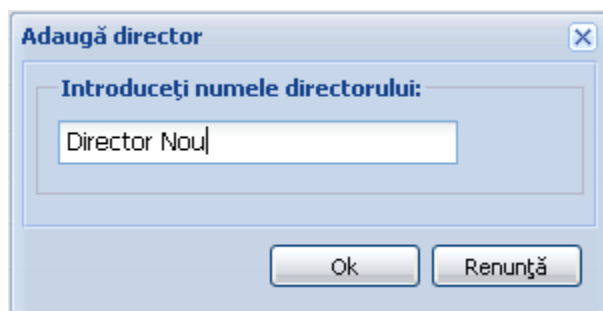 Adaugă director
Introduceţi numele directorului:
Director Nou
Ok
Renunţă